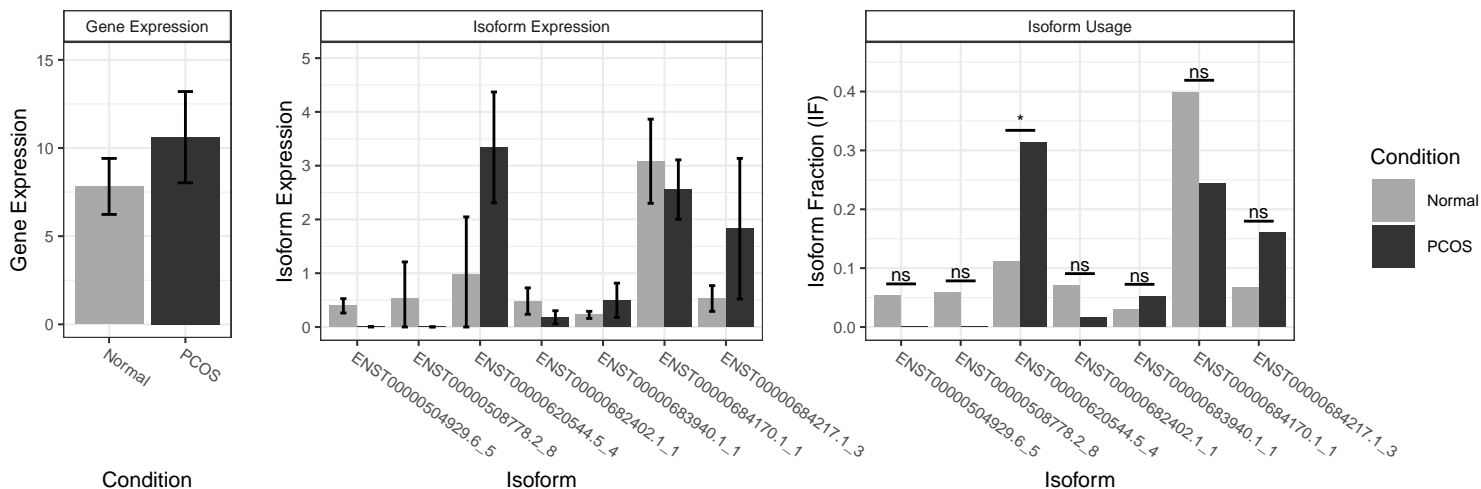 Gene Expression
Gene Expression
15
10
5
0
Normal
PCOS
Condition
Isoform Expression
Isoform Expression
5
4
3
2
1
0
ENST00000504929.6_5
ENST00000508778.2_8
ENST00000620544.5_4
ENST00000682402.1_1
ENST00000683940.1_1
ENST00000684170.1_1
ENST00000684217.1_3
Isoform
Isoform Usage
Isoform Fraction (IF)
0.4
0.3
0.2
0.1
0.0
ns
ns
*
ns
ns
ns
ns
ENST00000504929.6_5
ENST00000508778.2_8
ENST00000620544.5_4
ENST00000682402.1_1
ENST00000683940.1_1
ENST00000684170.1_1
ENST00000684217.1_3
Isoform
Condition
Normal
PCOS